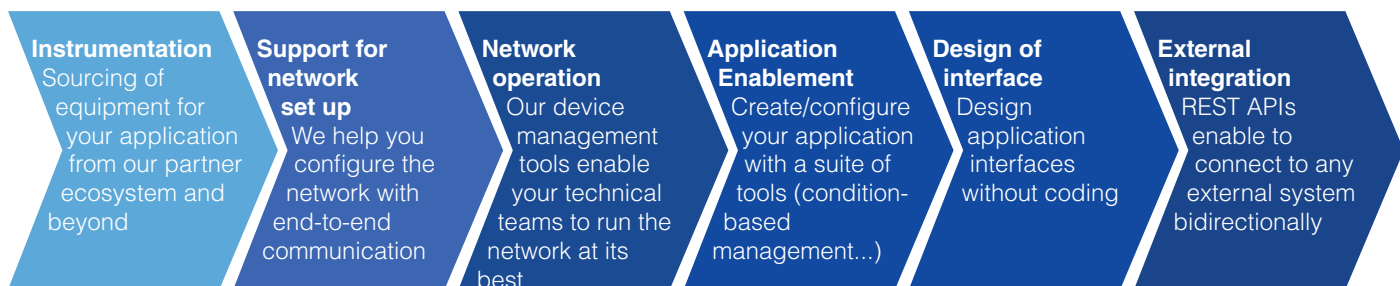 Instrumentation
Sourcing of
equipment for
your application
from our partner
ecosystem and
beyond
Support for
network
set up
We help you
configure the
network with
end-to-end
communication
Network
operation
Our device
management
tools enable
your technical
teams to run the
network at its
best
Application
Enablement
Create/configure
your application
with a suite of
tools (condition-
based
management...)
Design of
interface
Design
application
interfaces
without coding
External
integration
REST APIs
enable to
connect to any
external system
bidirectionally